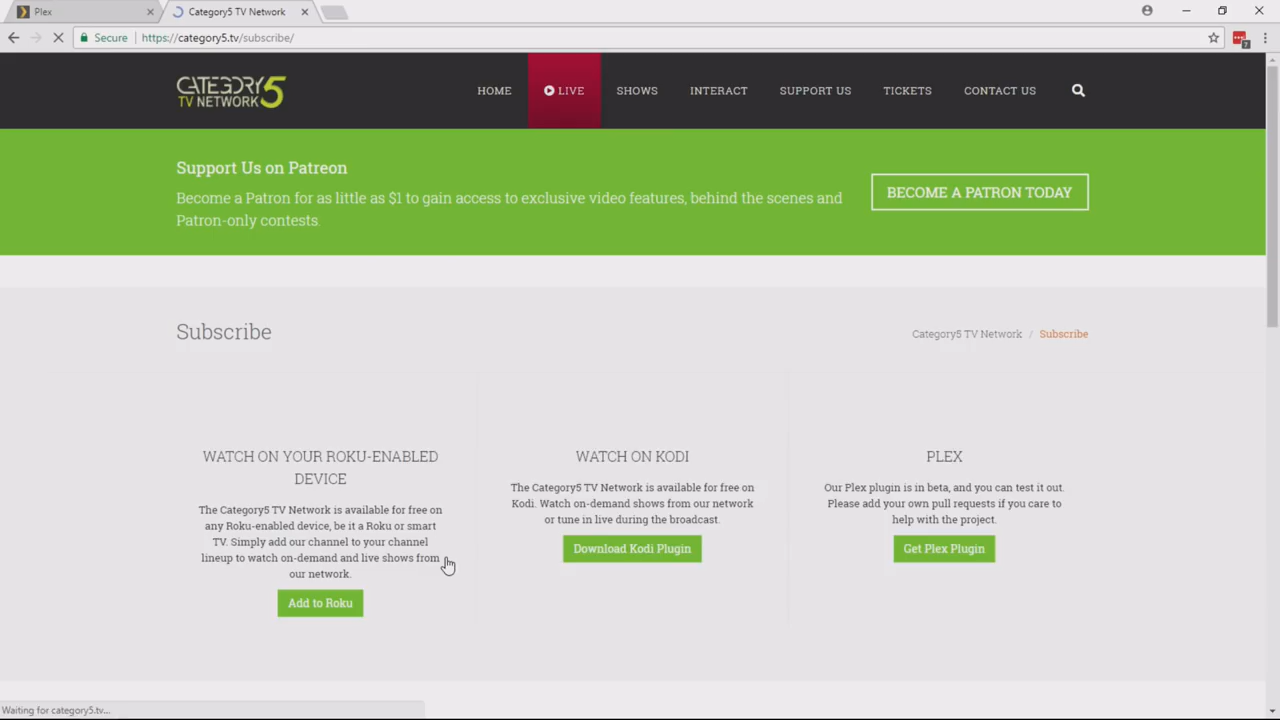 Plex
Category5 TV Network
Secure https://category5.tv/subscribe/
7
CATEGORY5
TV NETWORK
HOME
LIVE
SHOWS
INTERACT
SUPPORT US
TICKETS
CONTACT US
Support Us on Patreon
Become a Patron for as little as $1 to gain access to exclusive video features, behind the scenes and
Patron-only contests.
BECOME A PATRON TODAY
Subscribe
Category5 TV Network / Subscribe
WATCH ON YOUR ROKU-ENABLED
DEVICE
The Category5 TV Network is available for free on
any Roku-enabled device, be it a Roku or smart
TV. Simply add our channel to your channel
lineup to watch on-demand and live shows from
our network.
Add to Roku
WATCH ON KODI
The Category5 TV Network is available for free on
Kodi. Watch on-demand shows from our network
or tune in live during the broadcast.
Download Kodi Plugin
PLEX
Our Plex plugin is in beta, and you can test it out.
Please add your own pull requests if you care to
help with the project.
Get Plex Plugin
Waiting for category5.tv...